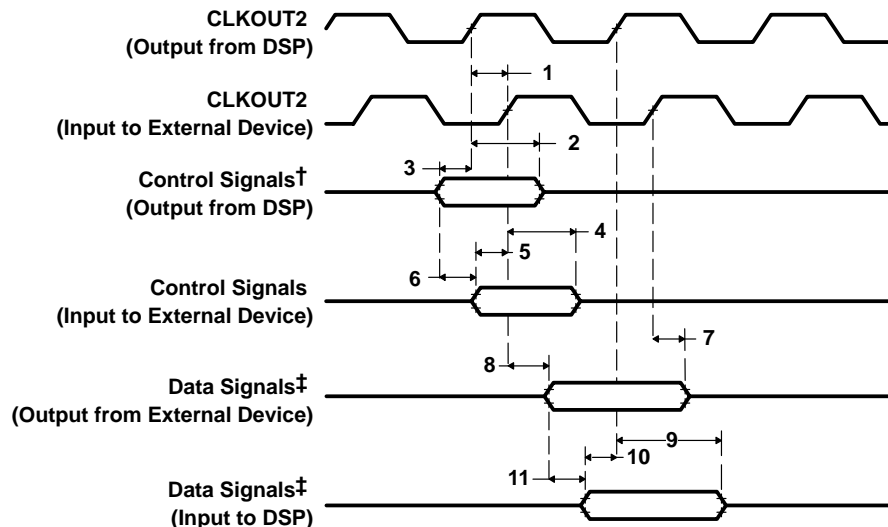 CLKOUT2
(Output from DSP)
1
CLKOUT2
(Input to External Device)
2
3
Control Signals†
(Output from DSP)
4
5
6
Control Signals
(Input to External Device)
7
8
Data Signals‡
(Output from External Device)
9
10
11
Data Signals‡
(Input to DSP)